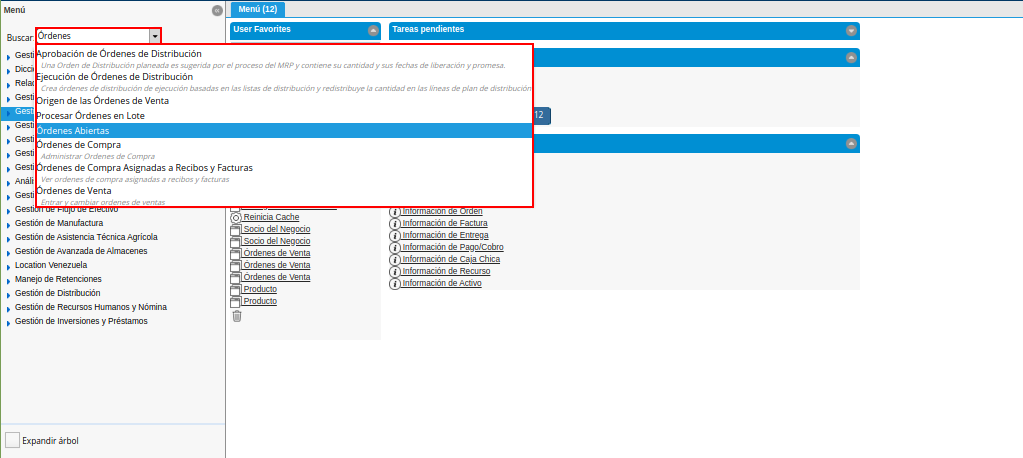 Menú
Menú (12)
User Favorites
Tareas pendientes
Buscar:
Órdenes
Aprobación de Órdenes de Distribución
Una Orden de Distribución planeada es sugerida por el proceso del MRP y contiene su cantidad y sus fechas de liberación y promesa.
Ejecución de Órdenes de Distribución
Crea órdenes de distribución de ejecución basadas en las listas de distribución y redistribuye la cantidad en las líneas de plan de distribución
Origen de las Órdenes de Venta
Procesar Órdenes en Lote
Órdenes Abiertas
Órdenes de Compra
Administrar Ordenes de Compra
Órdenes de Compra Asignadas a Recibos y Facturas
Ver ordenes de compra asignadas a recibos y facturas
Órdenes de Venta
Entrar y cambiar ordenes de ventas
12
Gesti
Dicci
Relac
Gesti
Gesti
Gesti
Gesti
Gesti
Gesti
Análi
Gesti
Gestión de Flujo de Efectivo
Gestión de Manufactura
Gestión de Asistencia Técnica Agrícola
Gestión de Avanzada de Almacenes
Location Venezuela
Manejo de Retenciones
Gestión de Distribución
Gestión de Recursos Humanos y Nómina
Gestión de Inversiones y Préstamos
Reinicia Cache
Socio del Negocio
Socio del Negocio
Órdenes de Venta
Órdenes de Venta
Órdenes de Venta
Producto
Producto
Información de Orden
Información de Factura
Información de Entrega
Información de Pago/Cobro
Información de Caja Chica
Información de Recurso
Información de Activo
Expandir árbol